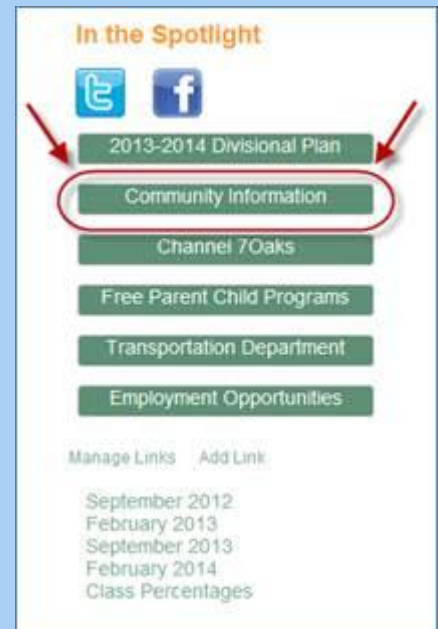 In the Spotlight
2013-2014 Divisional Plan
Community Information
Channel 7Oaks
Free Parent Child Programs
Transportation Department
Employment Opportunities
Manage Links Add Link
September 2012
February 2013
September 2013
February 2014
Class Percentages